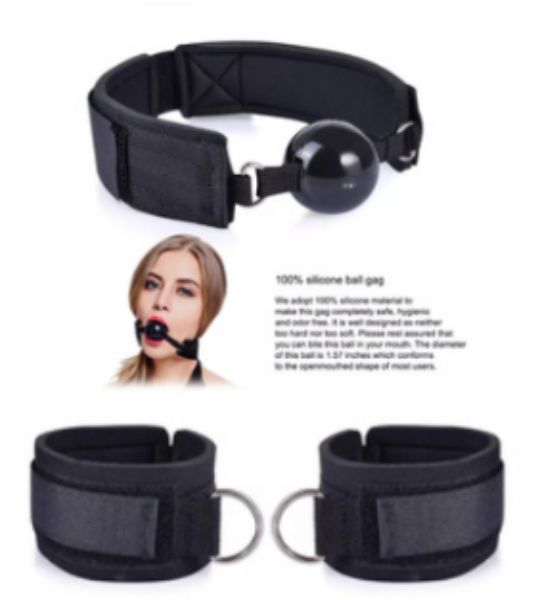 100% silicone ball gag
We adopt 100% silicone material to
make this gag completely safe, hygienic
and odor free. It is well designed as neither
too hard nor too soft. Please rest assured that
you can bite this ball in your mouth. The diameter
of this ball is 1.57 inches which conforms
to the openmouthed shape of most users.